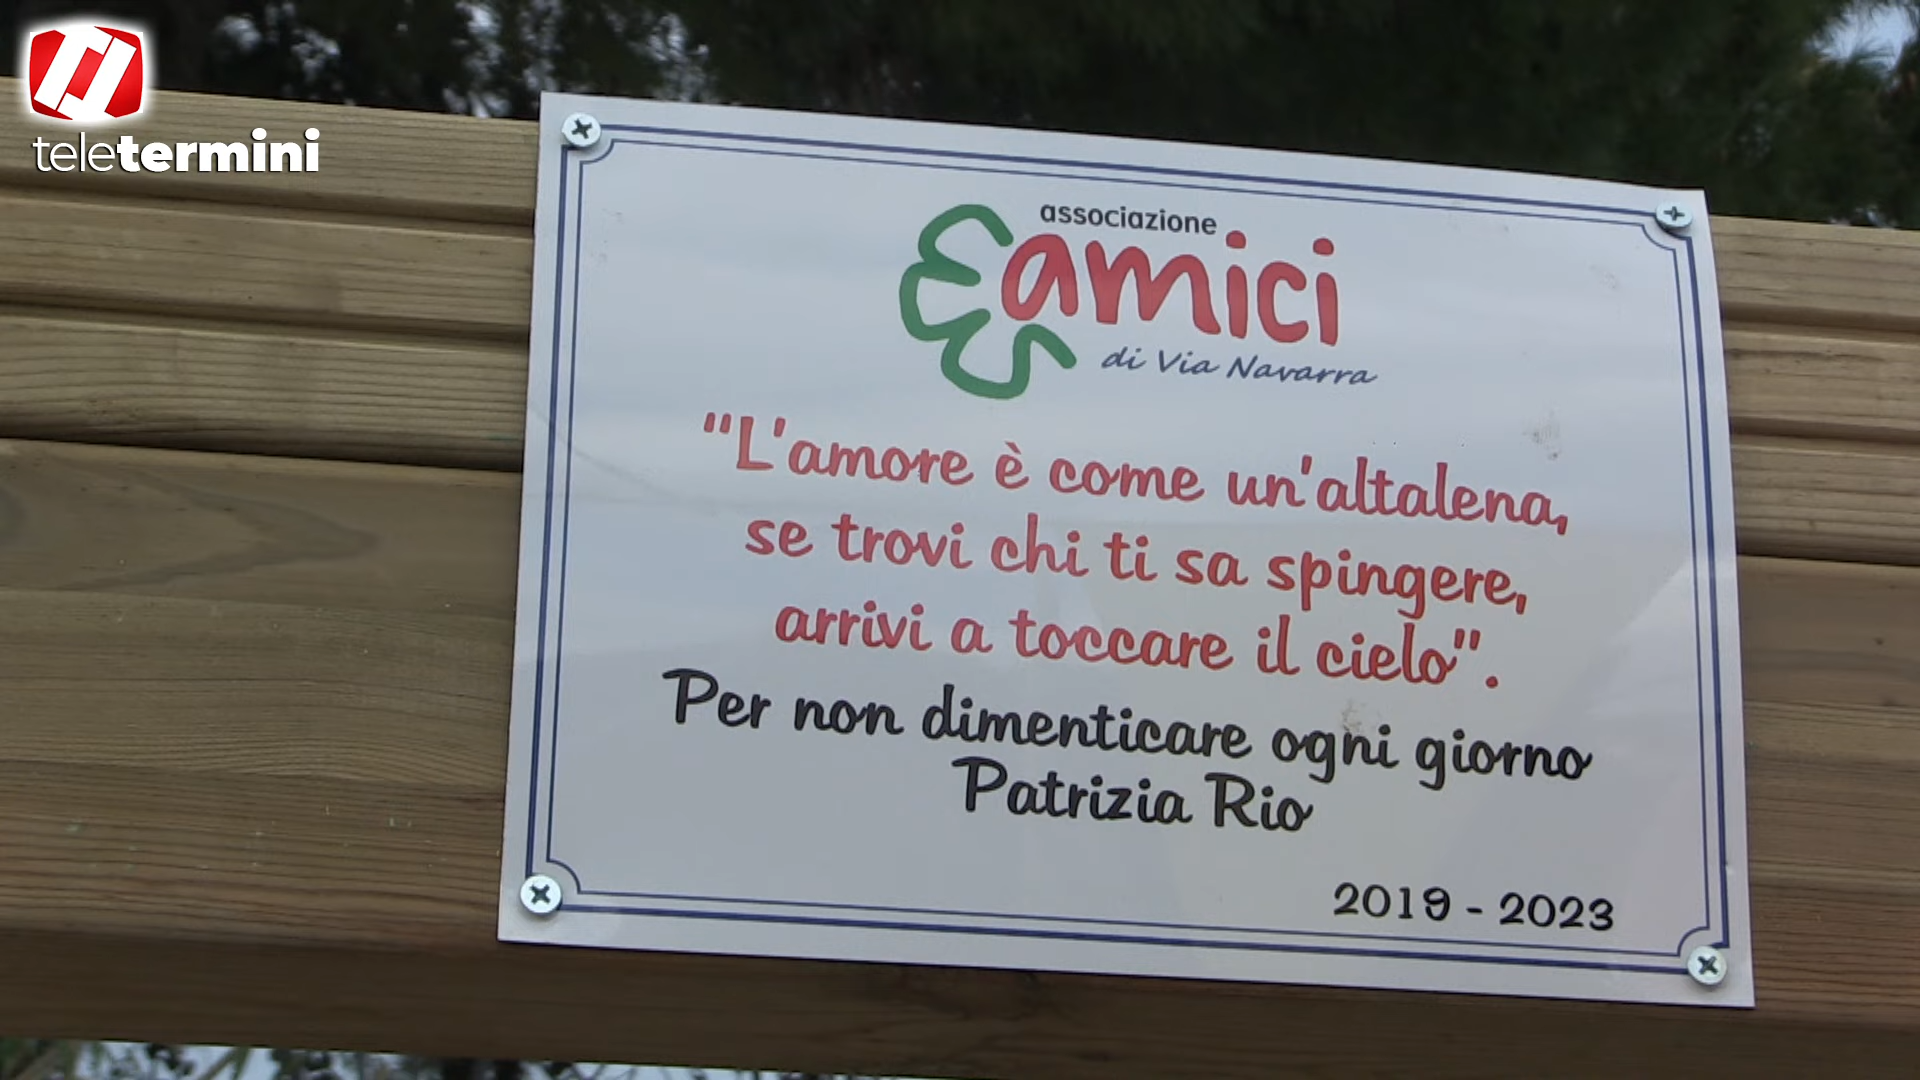 teletermini
associazione
amici
di Via Navarra
"L'amore è come un'altalena,
se trovi chi ti sa spingere,
arrivi a toccare il cielo".
Per non dimenticare ogni giorno
Patrizia Rio
2019 - 2023